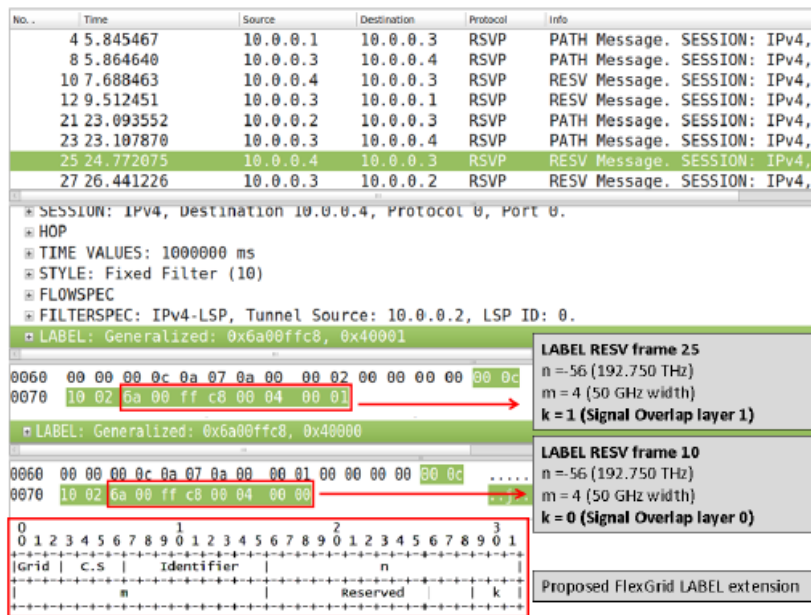 No. . Time Source Destination Protocol Info
4 5.845467 10.0.0.1 10.0.0.3 RSVP PATH Message. SESSION: IPv4,
8 5.864640 10.0.0.3 10.0.0.4 RSVP PATH Message. SESSION: IPv4,
10 7.688463 10.0.0.4 10.0.0.3 RSVP RESV Message. SESSION: IPv4,
12 9.512451 10.0.0.3 10.0.0.1 RSVP RESV Message. SESSION: IPv4,
21 23.093552 10.0.0.2 10.0.0.3 RSVP PATH Message. SESSION: IPv4,
23 23.107870 10.0.0.3 10.0.0.4 RSVP PATH Message. SESSION: IPv4,
25 24.772075 10.0.0.4 10.0.0.3 RSVP RESV Message. SESSION: IPv4,
27 26.441226 10.0.0.3 10.0.0.2 RSVP RESV Message. SESSION: IPv4,
SESSION: IPv4, Destination 10.0.0.4, Protocol 0, Port 0.
HOP
TIME VALUES: 1000000 ms
STYLE: Fixed Filter (10)
FLOWSPEC
FILTERSPEC: IPv4-LSP, Tunnel Source: 10.0.0.2, LSP ID: 0.
LABEL: Generalized: 0x6a00ffc8, 0x40001
0060 00 00 00 0c 0a 07 0a 00 00 02 00 00 00 00 00 0c
0070 10 02 6a 00 ff c8 00 04 00 01
LABEL RESV frame 25
n =-56 (192.750 THz)
m = 4 (50 GHz width)
k = 1 (Signal Overlap layer 1)
LABEL: Generalized: 0x6a00ffc8, 0x40000
0060 00 00 00 0c 0a 07 0a 00 00 01 00 00 00 00 00 0c .....
0070 10 02 6a 00 ff c8 00 04 00 00 ..j..
LABEL RESV frame 10
n =-56 (192.750 THz)
m = 4 (50 GHz width)
k = 0 (Signal Overlap layer 0)
0 1 2 3
0 1 2 3 4 5 6 7 8 9 0 1 2 3 4 5 6 7 8 9 0 1 2 3 4 5 6 7 8 9 0 1
+-+-+-+-+-+-+-+-+-+-+-+-+-+-+-+-+-+-+-+-+-+-+-+-+-+-+-+-+-+-+-+-+
|Grid | C.S | Identifier | n |
+-+-+-+-+-+-+-+-+-+-+-+-+-+-+-+-+-+-+-+-+-+-+-+-+-+-+-+-+-+-+-+-+
| m | Reserved | | k |
+-+-+-+-+-+-+-+-+-+-+-+-+-+-+-+-+-+-+-+-+-+-+-+-+-+-+-+-+-+-+-+-+
Proposed FlexGrid LABEL extension